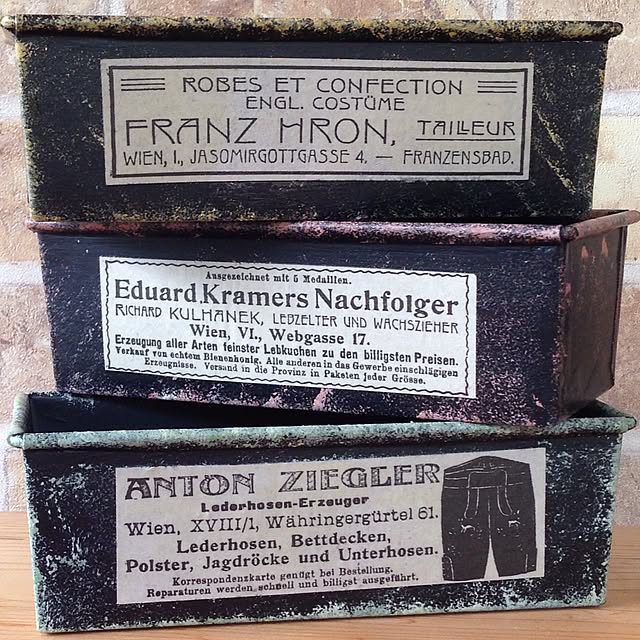 ROBES ET CONFECTION
ENGL. COSTÜME
FRANZ HRON, TAILLEUR
WIEN, I., JASOMIRGOTTGASSE 4. — FRANZENSBAD.
Ausgezeichnet mit 5 Medaillen.
Eduard Kramers Nachfolger
RICHARD KULHANEK, LEBZELTER UND WACHSZIEHER
Wien, VI., Webgasse 17.
Erzeugung aller Arten feinster Lebkuchen zu den billigsten Preisen.
Verkauf von echtem Bienenhonig. Alle anderen in das Gewerbe einschlägigen
Erzeugnisse. Versand in die Provinz in Paketen jeder Grösse.
ANTON ZIEGLER
Lederhosen-Erzeuger
Wien, XVIII/1, Währingergürtel 61.
Lederhosen, Bettdecken,
Polster, Jagdröcke und Unterhosen.
Korrespondenzkarte genügt bei Bestellung.
Reparaturen werden schnell und billigst ausgeführt.